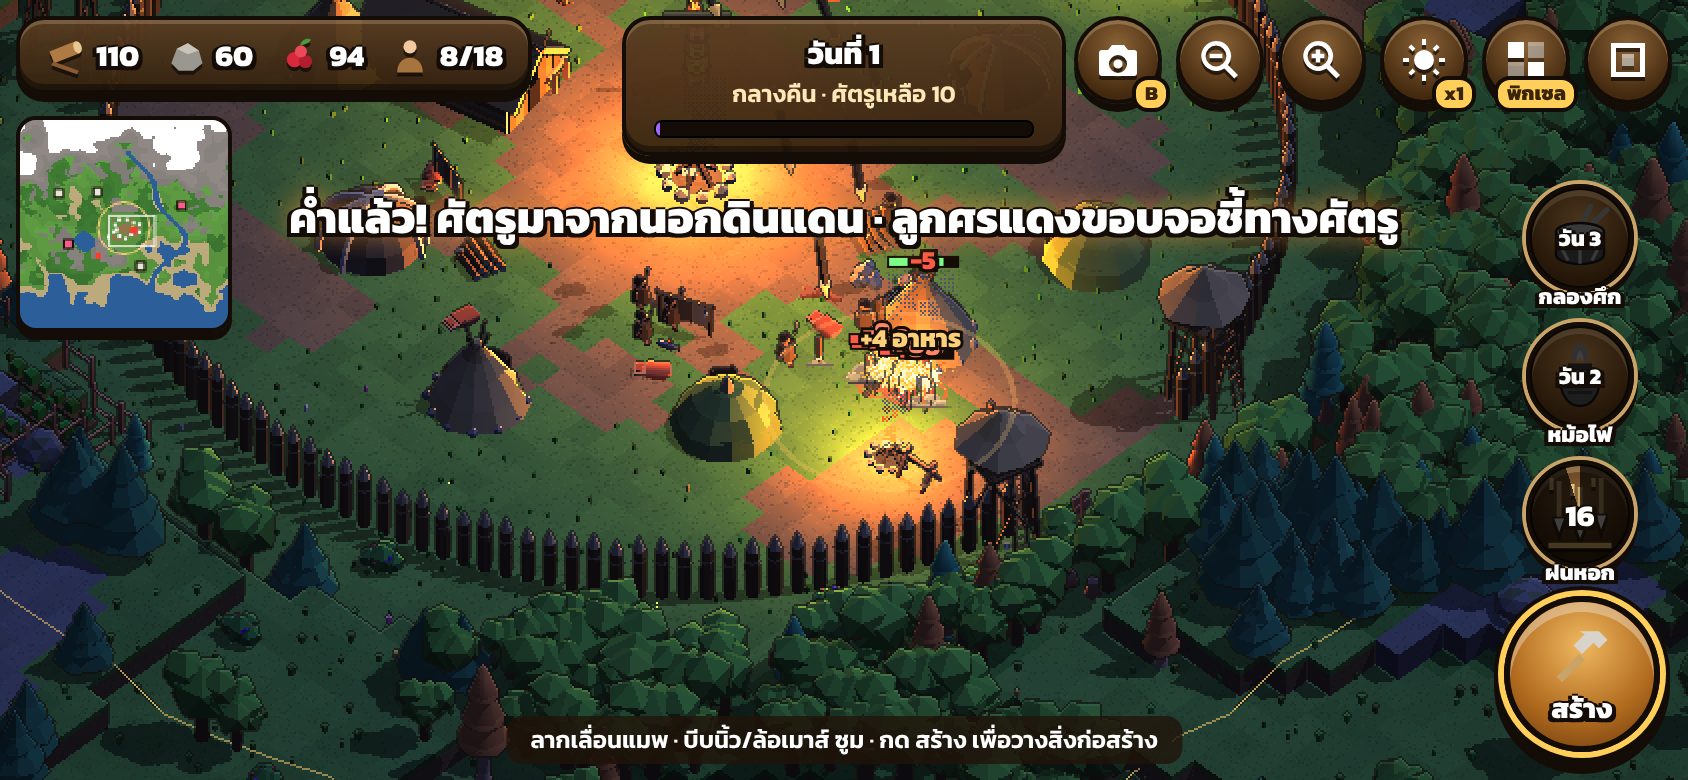 110 60 94 8/18
วันที่ 1
กลางคืน · ศัตรูเหลือ 10
B
x1
พิกเซล
ค่ำแล้ว! ศัตรูมาจากนอกดินแดน · ลูกศรแดงขอบจอชี้ทางศัตรู
-5
+4 อาหาร
วัน 3
กลองศึก
วัน 2
หม้อไฟ
16
ฝนหอก
สร้าง
ลากเลื่อนแมพ · บีบนิ้ว/ล้อเมาส์ ซูม · กด สร้าง เพื่อวางสิ่งก่อสร้าง